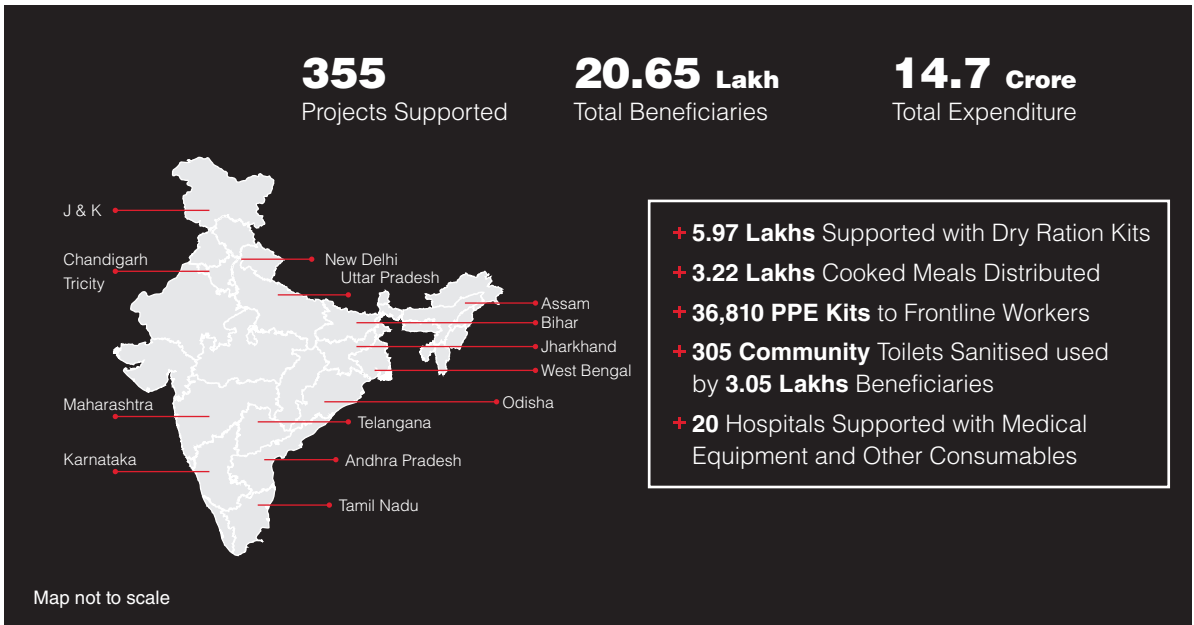 355
Projects Supported
20.65 Lakh
Total Beneficiaries
14.7 Crore
Total Expenditure
J & K
Chandigarh
Tricity
New Delhi
Uttar Pradesh
Assam
Bihar
Jharkhand
West Bengal
Odisha
Maharashtra
Telangana
Karnataka
Andhra Pradesh
Tamil Nadu
+ 5.97 Lakhs Supported with Dry Ration Kits
+ 3.22 Lakhs Cooked Meals Distributed
+ 36,810 PPE Kits to Frontline Workers
+ 305 Community Toilets Sanitised used
by 3.05 Lakhs Beneficiaries
+ 20 Hospitals Supported with Medical
Equipment and Other Consumables
Map not to scale